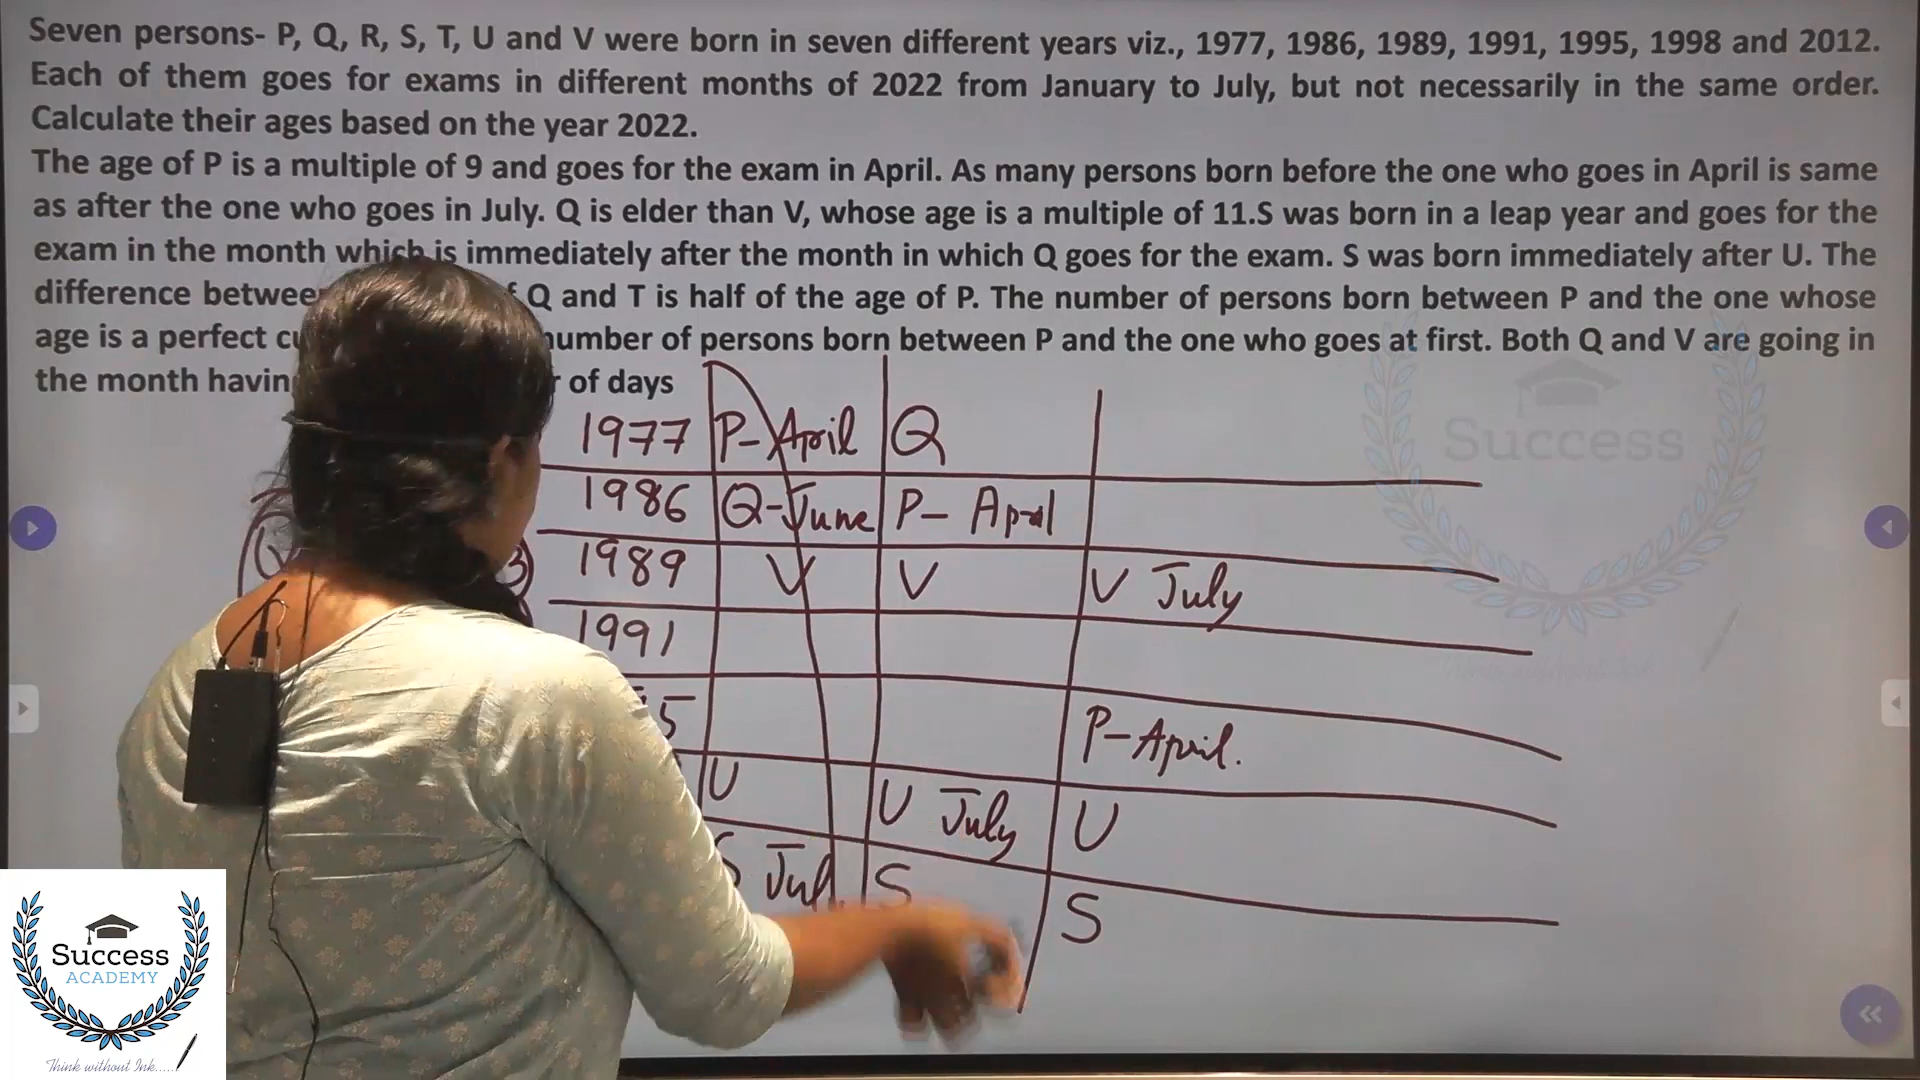 Seven persons- P, Q, R, S, T, U and V were born in seven different years viz., 1977, 1986, 1989, 1991, 1995, 1998 and 2012.
Each of them goes for exams in different months of 2022 from January to July, but not necessarily in the same order.
Calculate their ages based on the year 2022.
The age of P is a multiple of 9 and goes for the exam in April. As many persons born before the one who goes in April is same
as after the one who goes in July. Q is elder than V, whose age is a multiple of 11.S was born in a leap year and goes for the
exam in the month which is immediately after the month in which Q goes for the exam. S was born immediately after U. The
difference Q and T is half of the age of P. The number of persons born between P and the one whose
age is a perfect number of persons born between P and the one who goes at first. Both Q and V are going in
the month of days
1977 P- April Q
1986 Q-June P- April
1989 V V V July
1991
5 P-April.
U U July U
S S
Success
Success
ACADEMY
Think without Ink.....